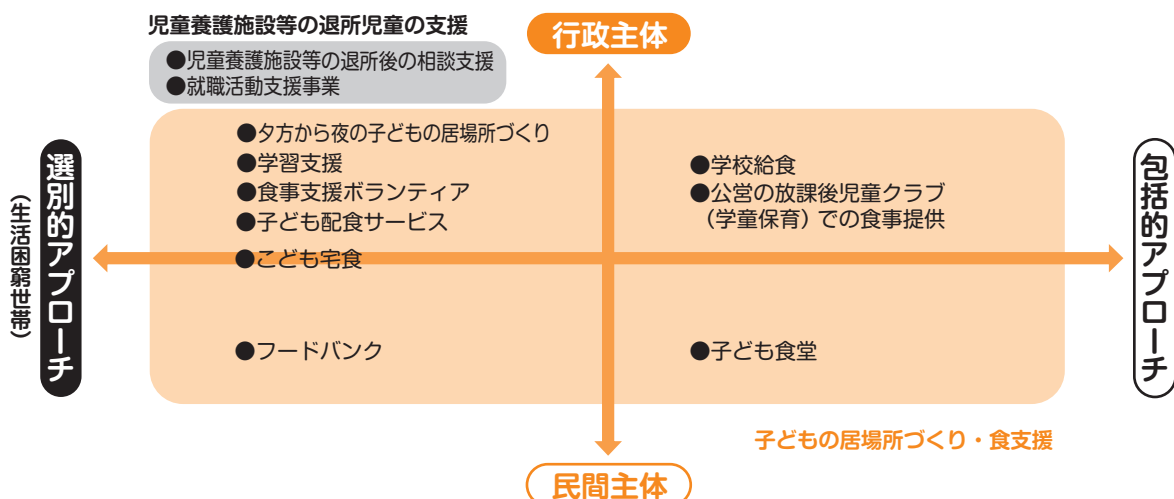 児童養護施設等の退所児童の支援
行政主体
●児童養護施設等の退所後の相談支援
●就職活動支援事業
●夕方から夜の子どもの居場所づくり
●学習支援
●食事支援ボランティア
●子ども配食サービス
●こども宅食
●学校給食
●公営の放課後児童クラブ
（学童保育）での食事提供
選別的アプローチ
（生活困窮世帯）
包括的アプローチ
●フードバンク
●子ども食堂
子どもの居場所づくり・食支援
民間主体